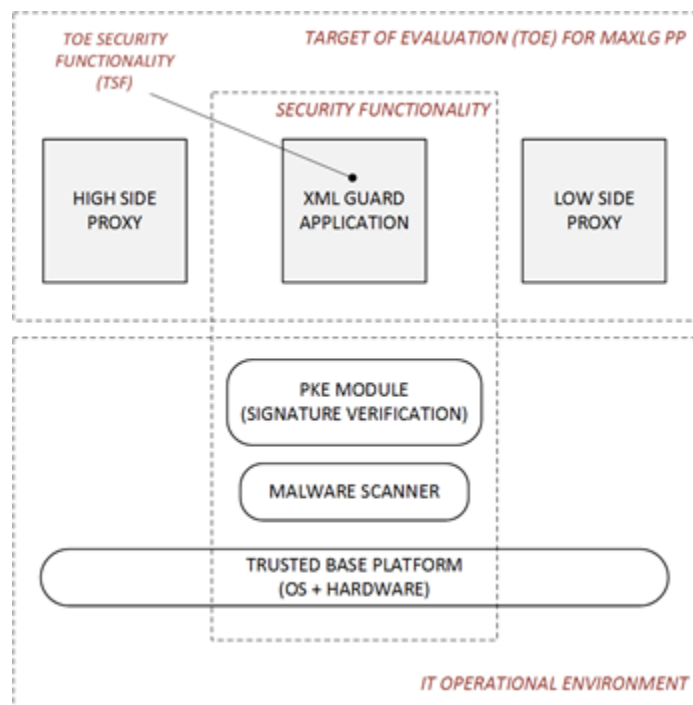 TOE SECURITY
FUNCTIONALITY
(TSF)
TARGET OF EVALUATION (TOE) FOR MAXLG PP
SECURITY FUNCTIONALITY
HIGH SIDE
PROXY
XML GUARD
APPLICATION
LOW SIDE
PROXY
PKE MODULE
(SIGNATURE VERIFICATION)
MALWARE SCANNER
TRUSTED BASE PLATFORM
(OS + HARDWARE)
IT OPERATIONAL ENVIRONMENT